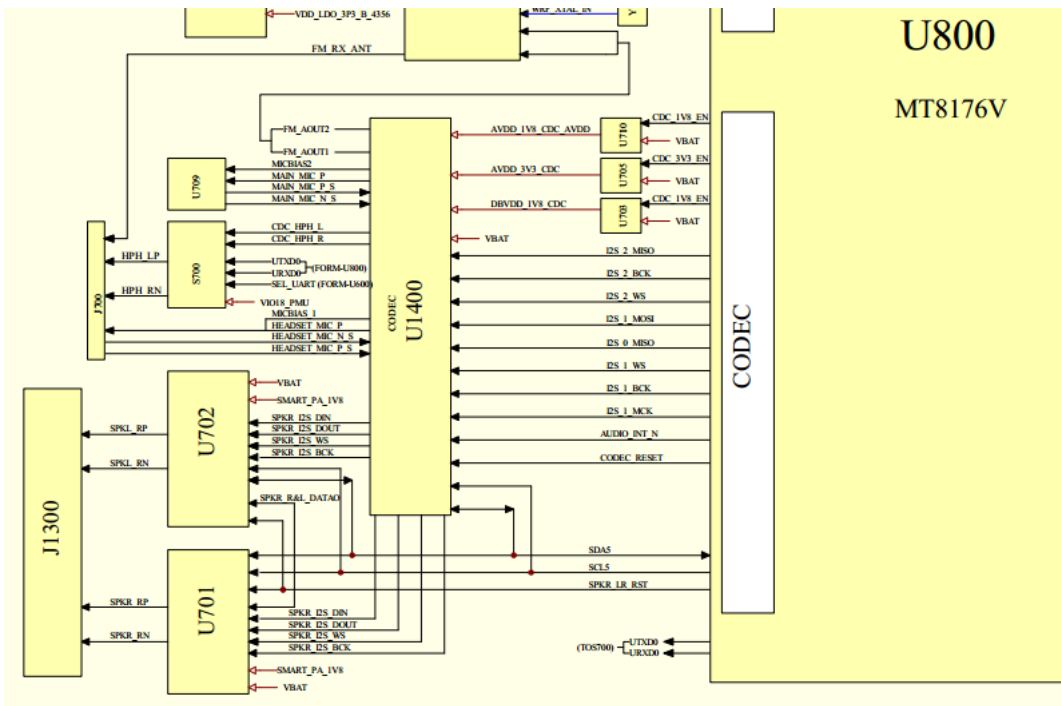 VDD_LDO_3P3_B_4356
WRP_XTAL_IN
Y
U800
MT8176V
FM_RX_ANT
FM_AOUT2
FM_AOUT1
MICBIAS2
MAIN_MIC_P
MAIN_MIC_P_S
MAIN_MIC_N_S
U709
CDC_HPH_L
CDC_HPH_R
UTXD0
URXD0
(FORM-U800)
SEL_UART (FORM-U600)
VIO18_PMU
S700
HPH_LP
HPH_RN
J700
MICBIAS_1
HEADSET_MIC_P
HEADSET_MIC_N_S
HEADSET_MIC_P_S
CODEC
U1400
AVDD_1V8_CDC_AVDD
U710
CDC_1V8_EN
VBAT
AVDD_3V3_CDC
U705
CDC_3V3_EN
VBAT
DBVDD_1V8_CDC
U703
CDC_1V8_EN
VBAT
VBAT
I2S_2_MISO
I2S_2_BCK
I2S_2_WS
I2S_1_MOSI
I2S_0_MISO
I2S_1_WS
I2S_1_BCK
I2S_1_MCK
AUDIO_INT_N
CODEC_RESET
CODEC
VBAT
SMART_PA_1V8
SPKR_I2S_DIN
SPKR_I2S_DOUT
SPKR_I2S_WS
SPKR_I2S_BCK
SPKR_R&L_DATAO
U702
SPKL_RP
SPKL_RN
J1300
SDA5
SCL5
SPKR_LR_RST
U701
SPKR_RP
SPKR_RN
SPKR_I2S_DIN
SPKR_I2S_DOUT
SPKR_I2S_WS
SPKR_I2S_BCK
SMART_PA_1V8
VBAT
(TOS700)
UTXD0
URXD0